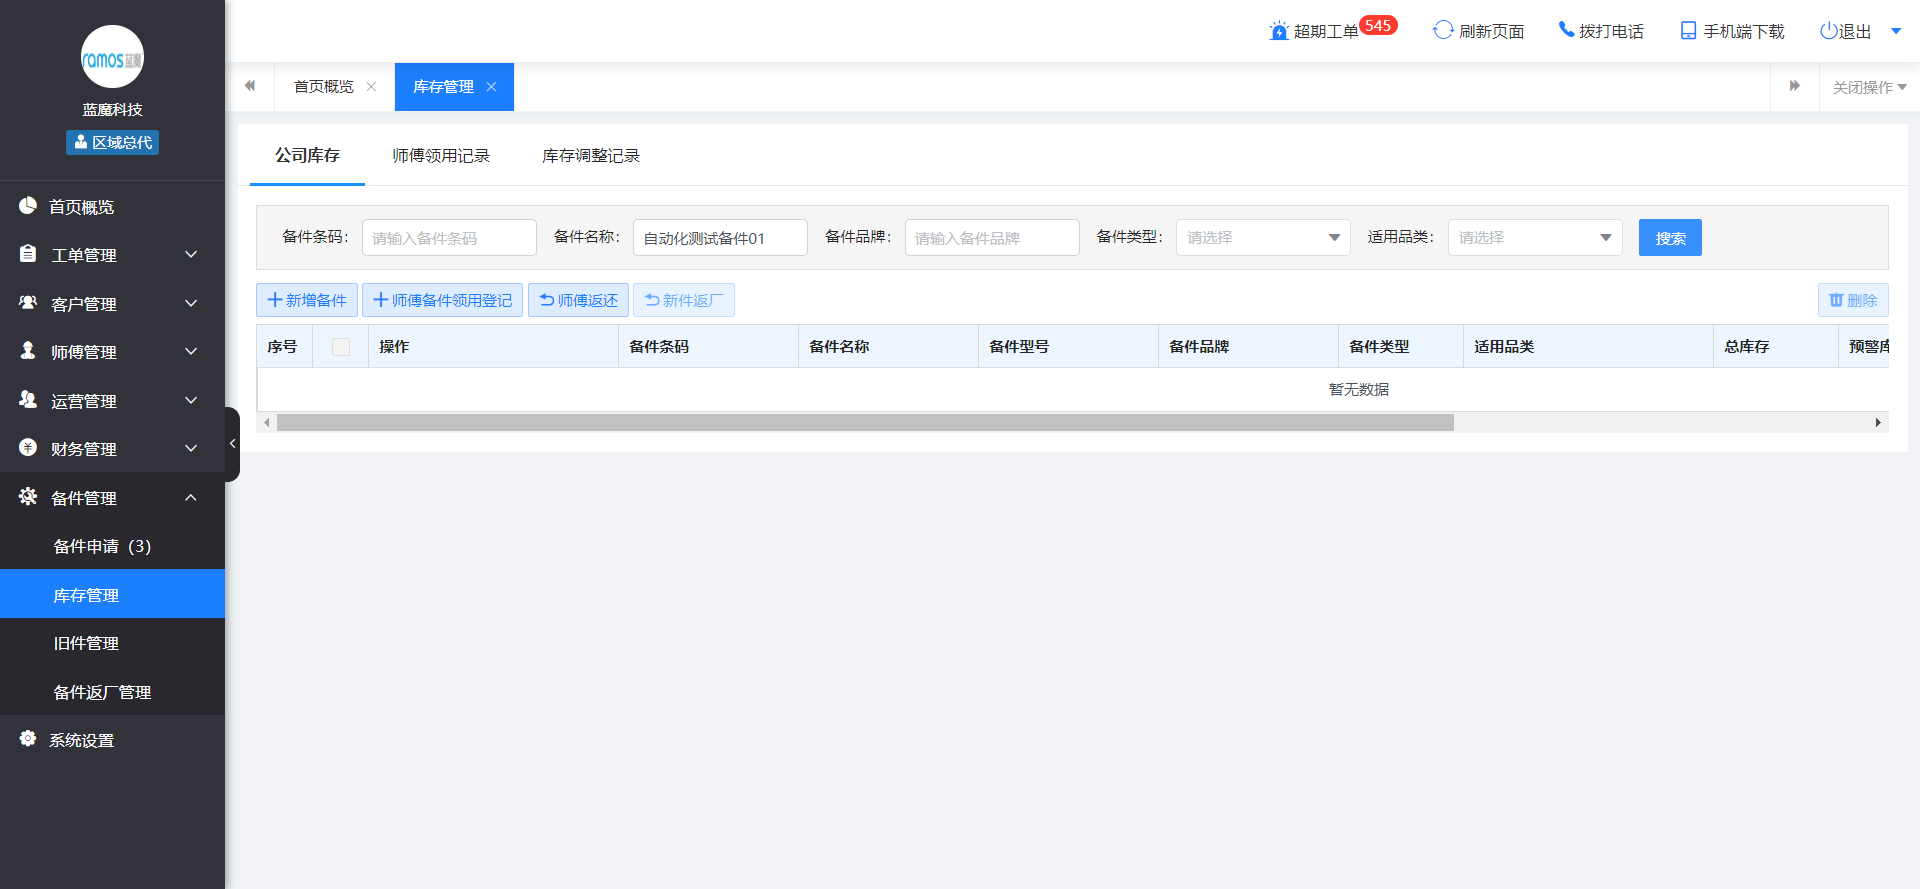 超期工单 545 刷新页面 拨打电话 手机端下载 退出
ramos蓝魔
蓝魔科技
区域总代
首页概览
工单管理
客户管理
师傅管理
运营管理
财务管理
备件管理
备件申请（3）
库存管理
旧件管理
备件返厂管理
系统设置
首页概览 库存管理 关闭操作
公司库存 师傅领用记录 库存调整记录
备件条码： 请输入备件条码 备件名称： 自动化测试备件01 备件品牌： 请输入备件品牌 备件类型： 请选择 适用品类： 请选择 搜索
新增备件 师傅备件领用登记 师傅返还 新件返厂 删除
序号 操作 备件条码 备件名称 备件型号 备件品牌 备件类型 适用品类 总库存 预警库
暂无数据